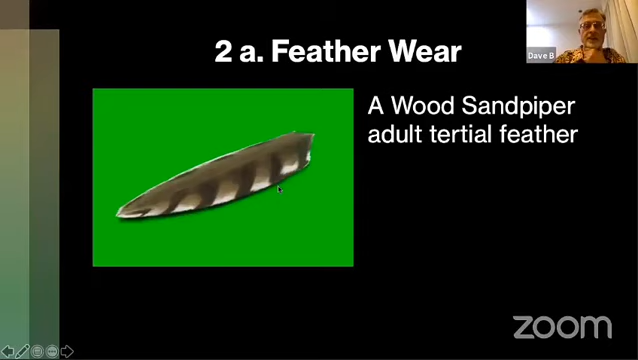 2 a. Feather Wear
Dave B
A Wood Sandpiper
adult tertial feather
zoom